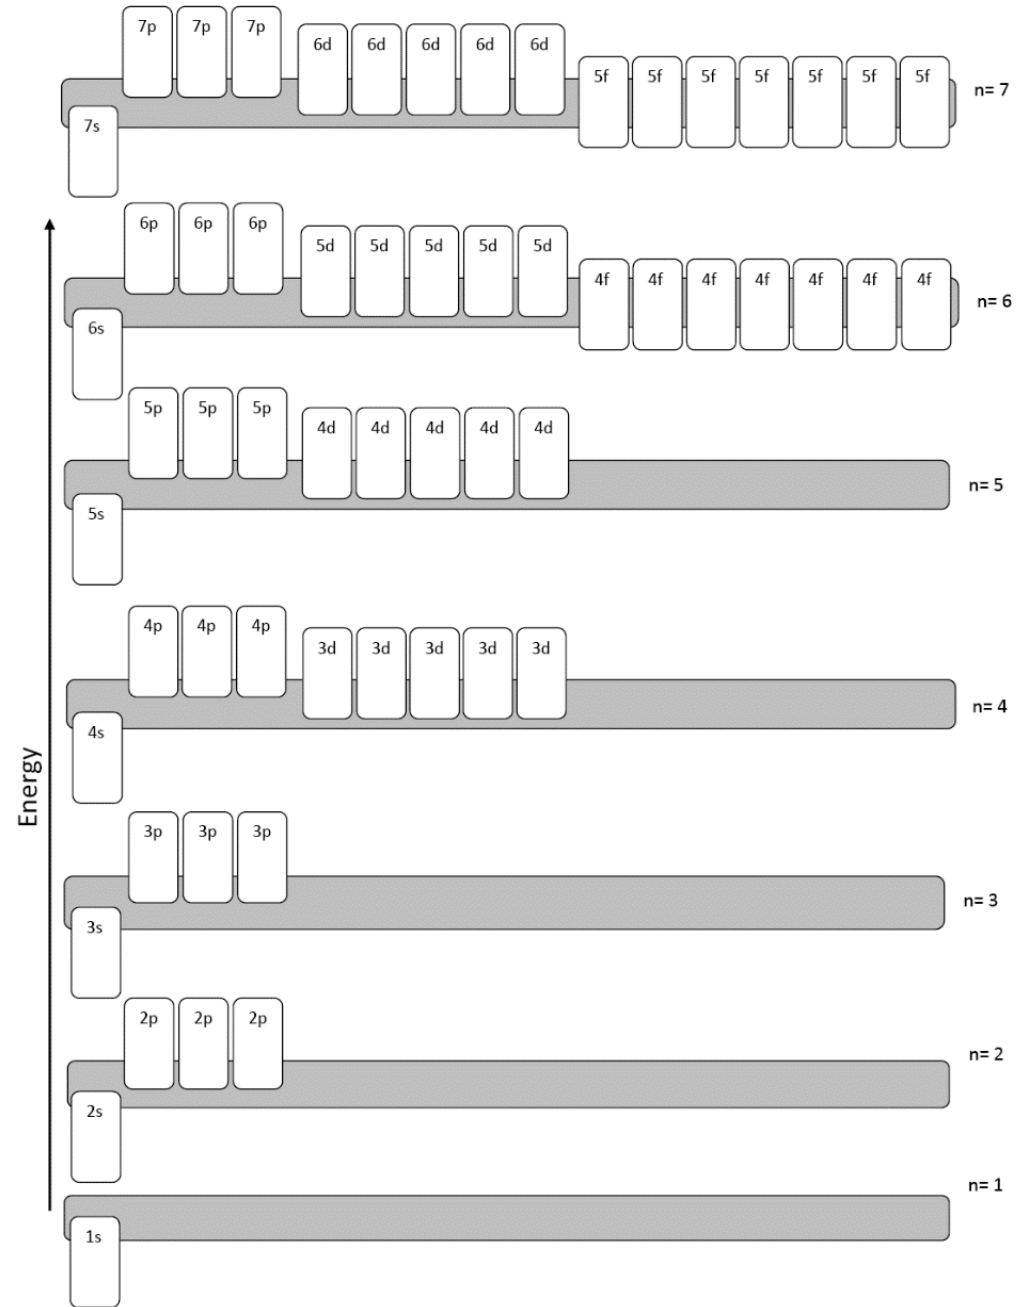 7p 7p 7p
6d 6d 6d 6d 6d
5f 5f 5f 5f 5f 5f 5f
n= 7
7s
6p 6p 6p
5d 5d 5d 5d 5d
4f 4f 4f 4f 4f 4f 4f
n= 6
6s
5p 5p 5p
4d 4d 4d 4d 4d
n= 5
5s
4p 4p 4p
3d 3d 3d 3d 3d
n= 4
4s
Energy
3p 3p 3p
n= 3
3s
2p 2p 2p
n= 2
2s
n= 1
1s